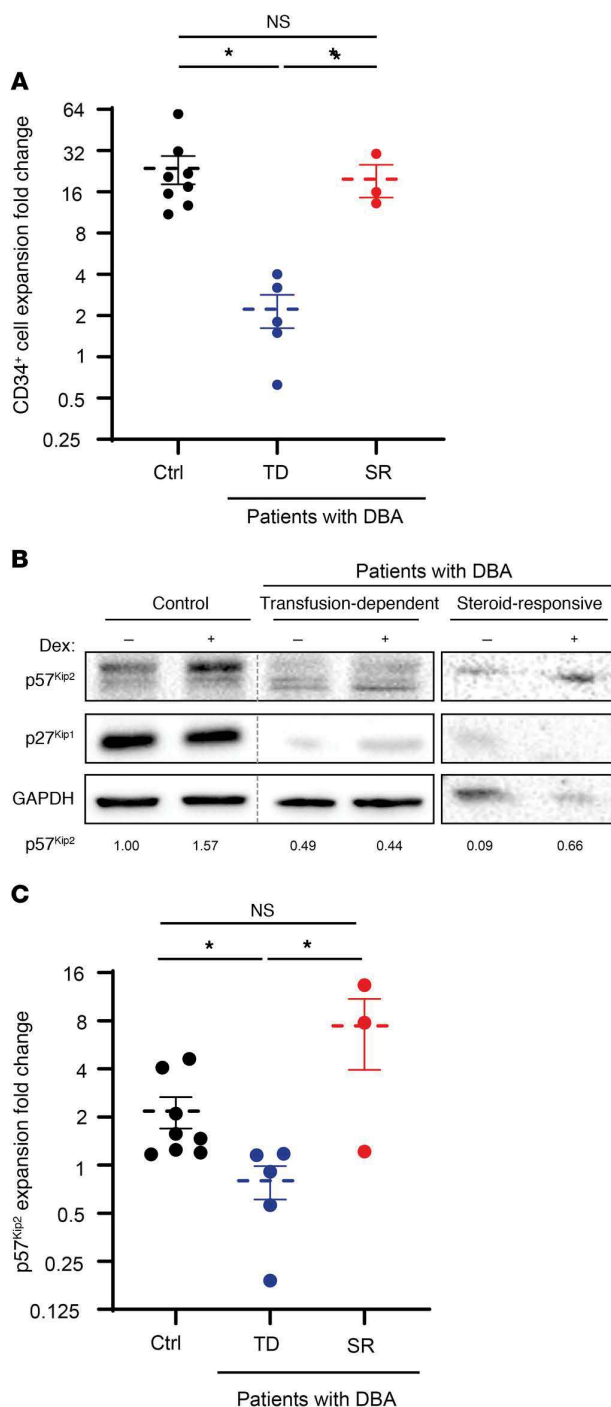 NS
* *
A
64
32
16
8
4
2
1
0.5
0.25
CD34⁺ cell expansion fold change
Ctrl TD SR
Patients with DBA
B
Patients with DBA
Control Transfusion-dependent Steroid-responsive
Dex: – + – + – +
p57ᴷⁱᵖ²
p27ᴷⁱᵖ¹
GAPDH
p57ᴷⁱᵖ² 1.00 1.57 0.49 0.44 0.09 0.66
C
NS
* *
16
8
4
2
1
0.5
0.25
0.125
p57ᴷⁱᵖ² expansion fold change
Ctrl TD SR
Patients with DBA